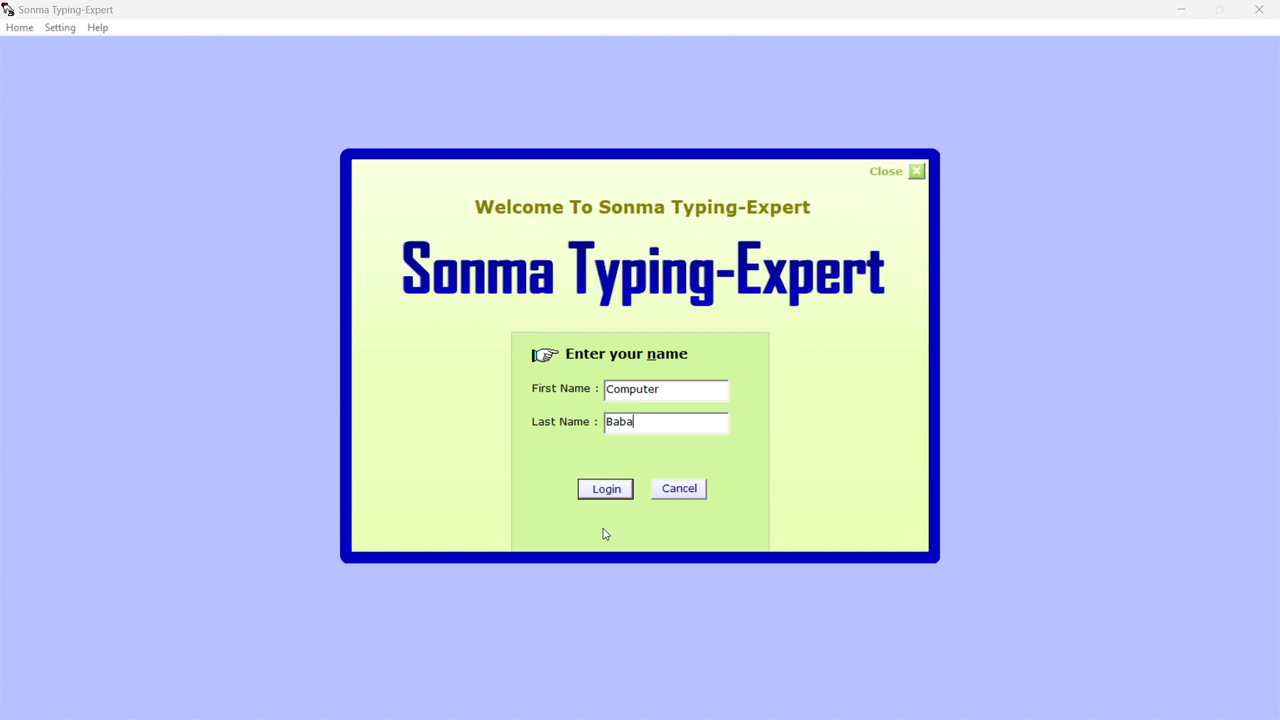 Sonma Typing-Expert
Home Setting Help
Close
Welcome To Sonma Typing-Expert
Sonma Typing-Expert
Enter your name
First Name : Computer
Last Name : Baba
Login Cancel